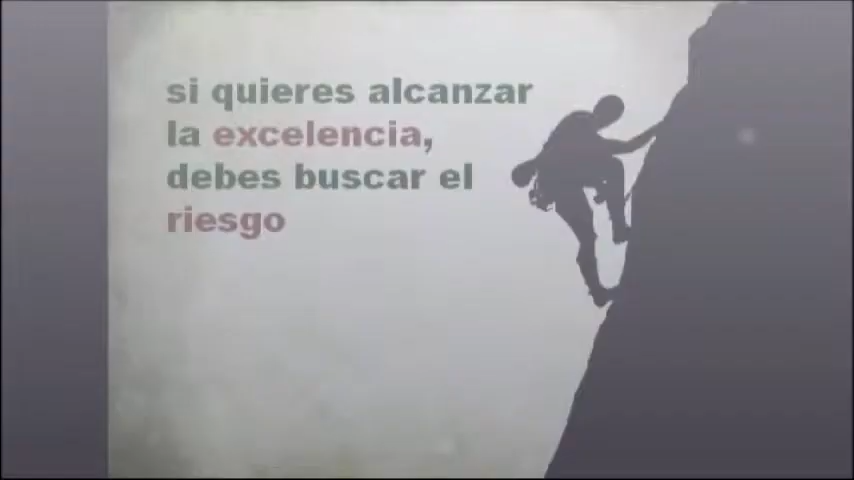 si quieres alcanzar
la excelencia,
debes buscar el
riesgo